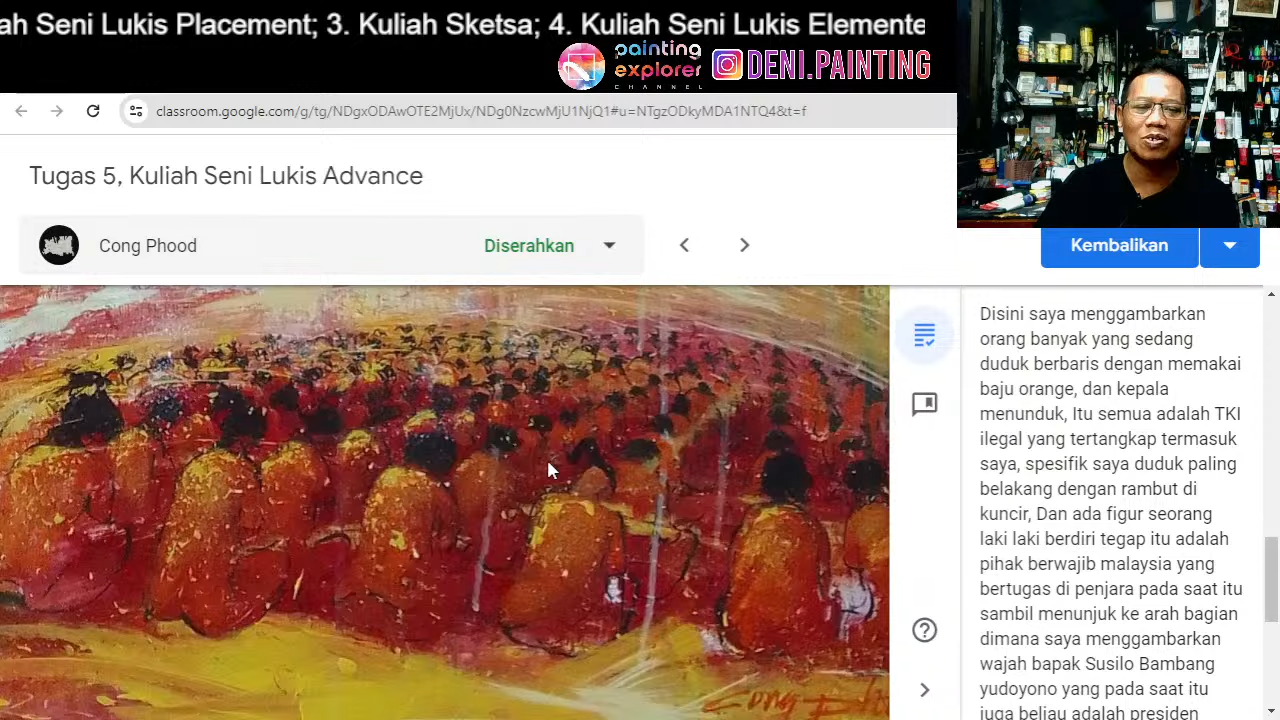 ah Seni Lukis Placement; 3. Kuliah Sketsa; 4. Kuliah Seni Lukis Elemente
painting
explorer
CHANNEL
DENI.PAINTING
classroom.google.com/g/tg/NDgxODAwOTE2MjUx/NDg0NzcwMjU1NjQ1#u=NTgzODkyMDA1NTQ4&t=f
Tugas 5, Kuliah Seni Lukis Advance
Cong Phood
Diserahkan
Kembalikan
Disini saya menggambarkan
orang banyak yang sedang
duduk berbaris dengan memakai
baju orange, dan kepala
menunduk, Itu semua adalah TKI
ilegal yang tertangkap termasuk
saya, spesifik saya duduk paling
belakang dengan rambut di
kuncir, Dan ada figur seorang
laki laki berdiri tegap itu adalah
pihak berwajib malaysia yang
bertugas di penjara pada saat itu
sambil menunjuk ke arah bagian
dimana saya menggambarkan
wajah bapak Susilo Bambang
yudoyono yang pada saat itu
juga beliau adalah presiden
Cong